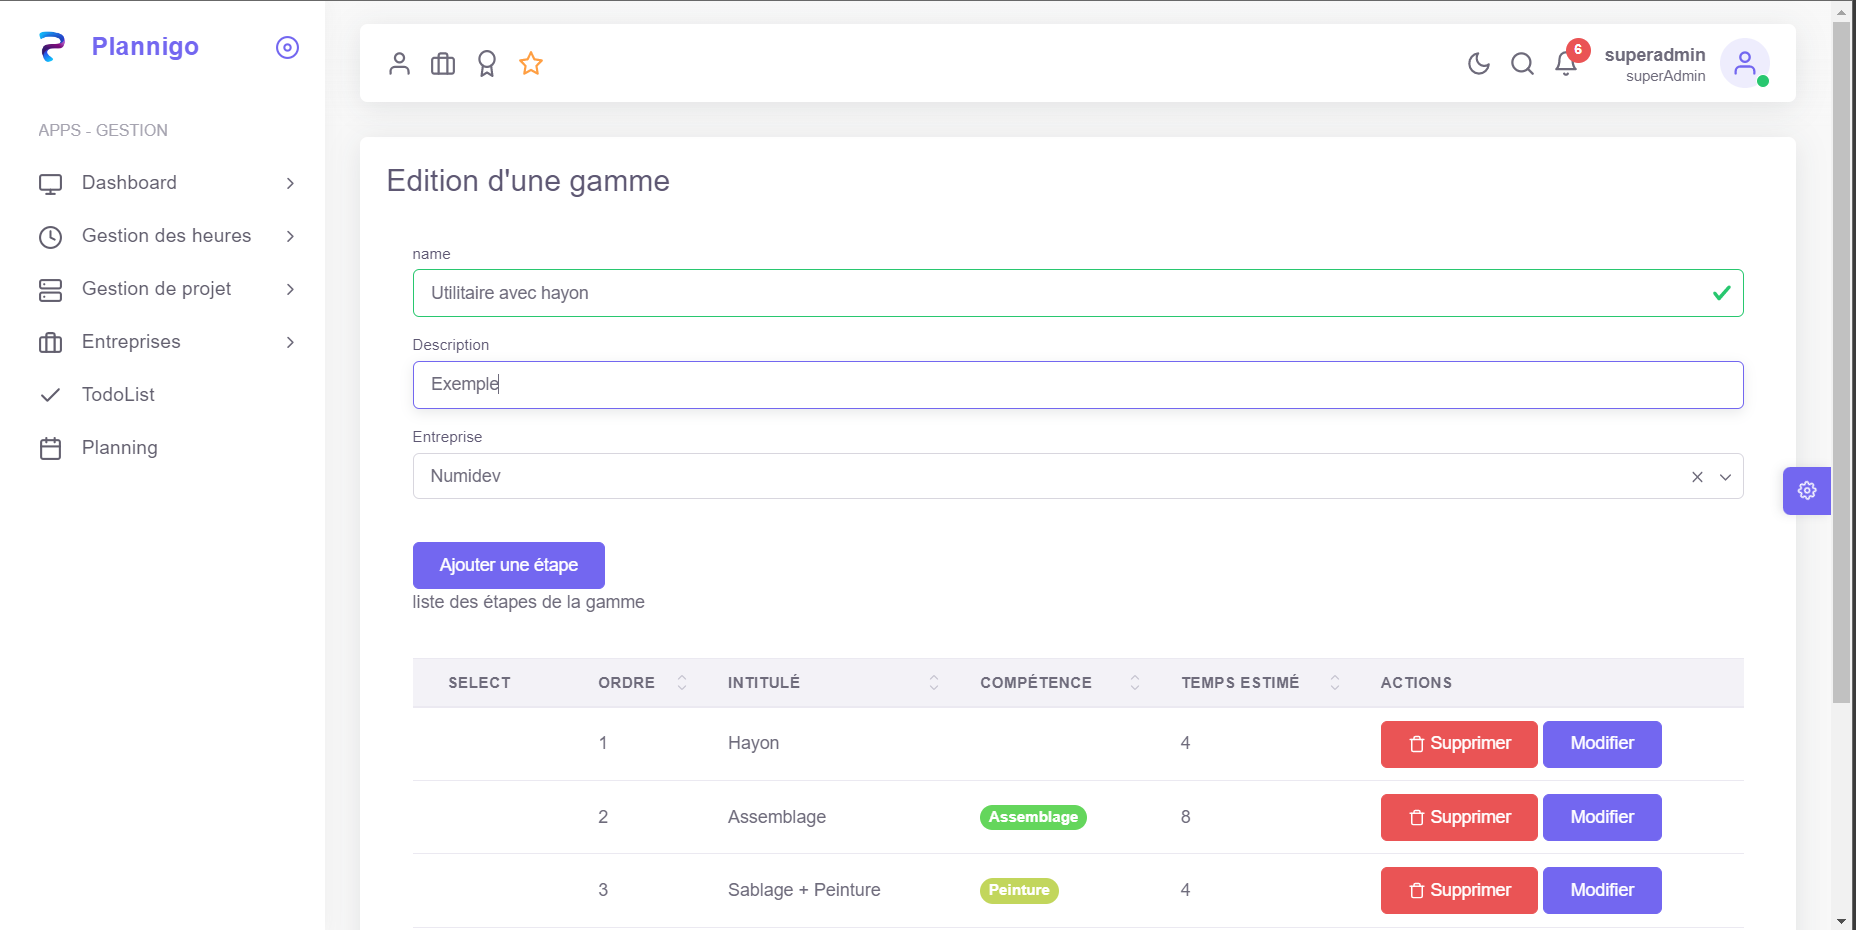 Plannigo
APPS - GESTION
Dashboard
Gestion des heures
Gestion de projet
Entreprises
TodoList
Planning
6
superadmin
superAdmin
Edition d'une gamme
name
Utilitaire avec hayon
Description
Exemple
Entreprise
Numidev
Ajouter une étape
liste des étapes de la gamme
SELECT ORDRE INTITULÉ COMPÉTENCE TEMPS ESTIMÉ ACTIONS
1 Hayon 4 Supprimer Modifier
2 Assemblage Assemblage 8 Supprimer Modifier
3 Sablage + Peinture Peinture 4 Supprimer Modifier